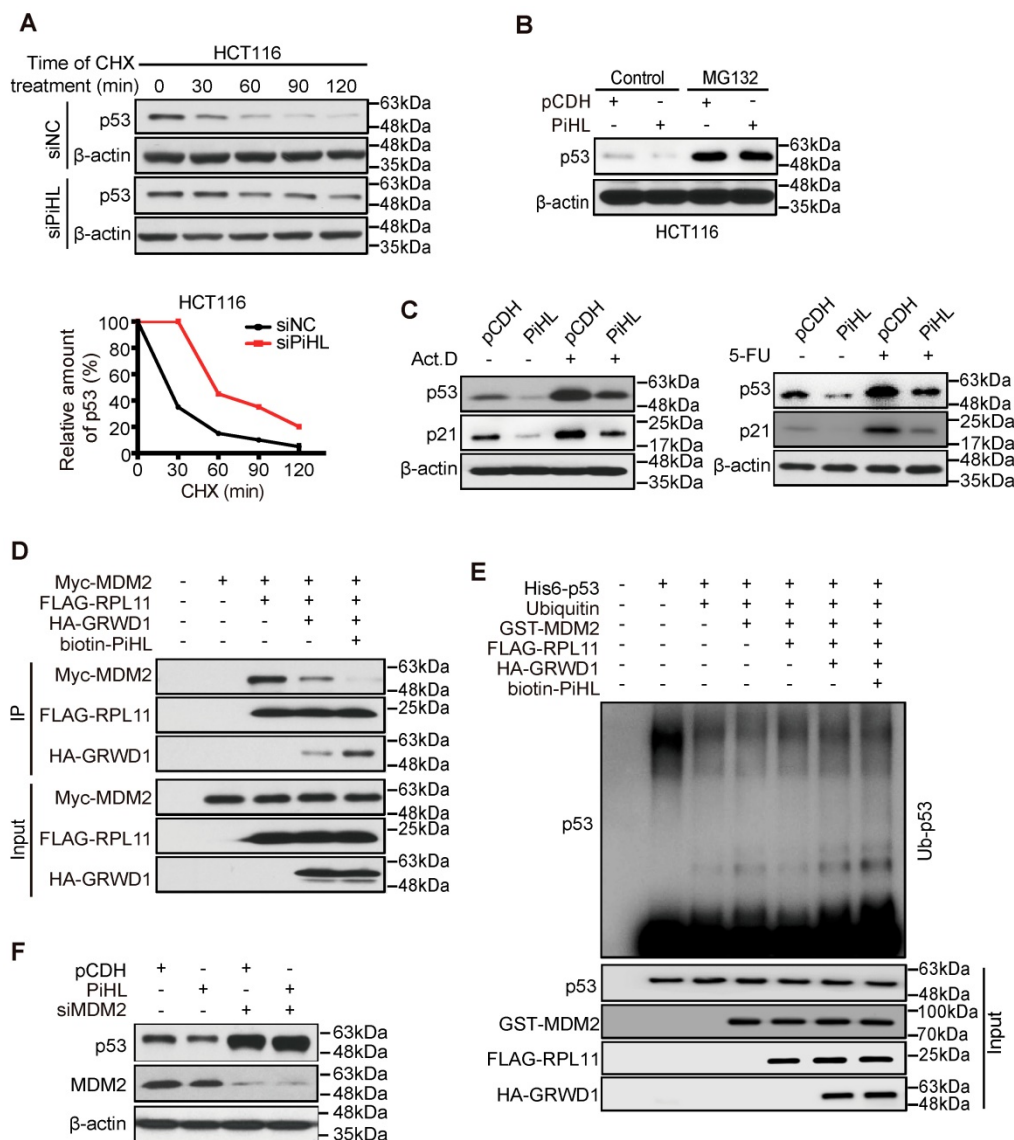 A
HCT116
Time of CHX
treatment (min) 0 30 60 90 120
siNC
p53
63kDa
48kDa
β-actin
48kDa
35kDa
siPiHL
p53
63kDa
48kDa
β-actin
48kDa
35kDa
HCT116
siNC
siPiHL
Relative amount
of p53 (%)
100
80
60
40
20
0
0 30 60 90 120
CHX (min)
B
Control MG132
pCDH + - + -
PiHL - + - +
p53
63kDa
48kDa
β-actin
48kDa
35kDa
HCT116
C
pCDH PiHL pCDH PiHL
Act.D - - + +
p53
63kDa
48kDa
p21
25kDa
17kDa
β-actin
48kDa
35kDa
pCDH PiHL pCDH PiHL
5-FU - - + +
p53
63kDa
48kDa
p21
25kDa
17kDa
β-actin
48kDa
35kDa
D
Myc-MDM2 - + + + +
FLAG-RPL11 - - + + +
HA-GRWD1 - - - + +
biotin-PiHL - - - - +
IP
Myc-MDM2
63kDa
48kDa
FLAG-RPL11
25kDa
HA-GRWD1
63kDa
48kDa
Input
Myc-MDM2
63kDa
48kDa
FLAG-RPL11
25kDa
17kDa
HA-GRWD1
63kDa
48kDa
E
His6-p53 - + + + + + +
Ubiquitin - - + + + + +
GST-MDM2 - - - + + + +
FLAG-RPL11 - - - - + + +
HA-GRWD1 - - - - - + +
biotin-PiHL - - - - - - +
p53
Ub-p53
p53
63kDa
48kDa
GST-MDM2
100kDa
70kDa
FLAG-RPL11
25kDa
HA-GRWD1
63kDa
48kDa
Input
F
pCDH + - + -
PiHL - + - +
siMDM2 - - + +
p53
63kDa
48kDa
MDM2
63kDa
48kDa
β-actin
48kDa
35kDa